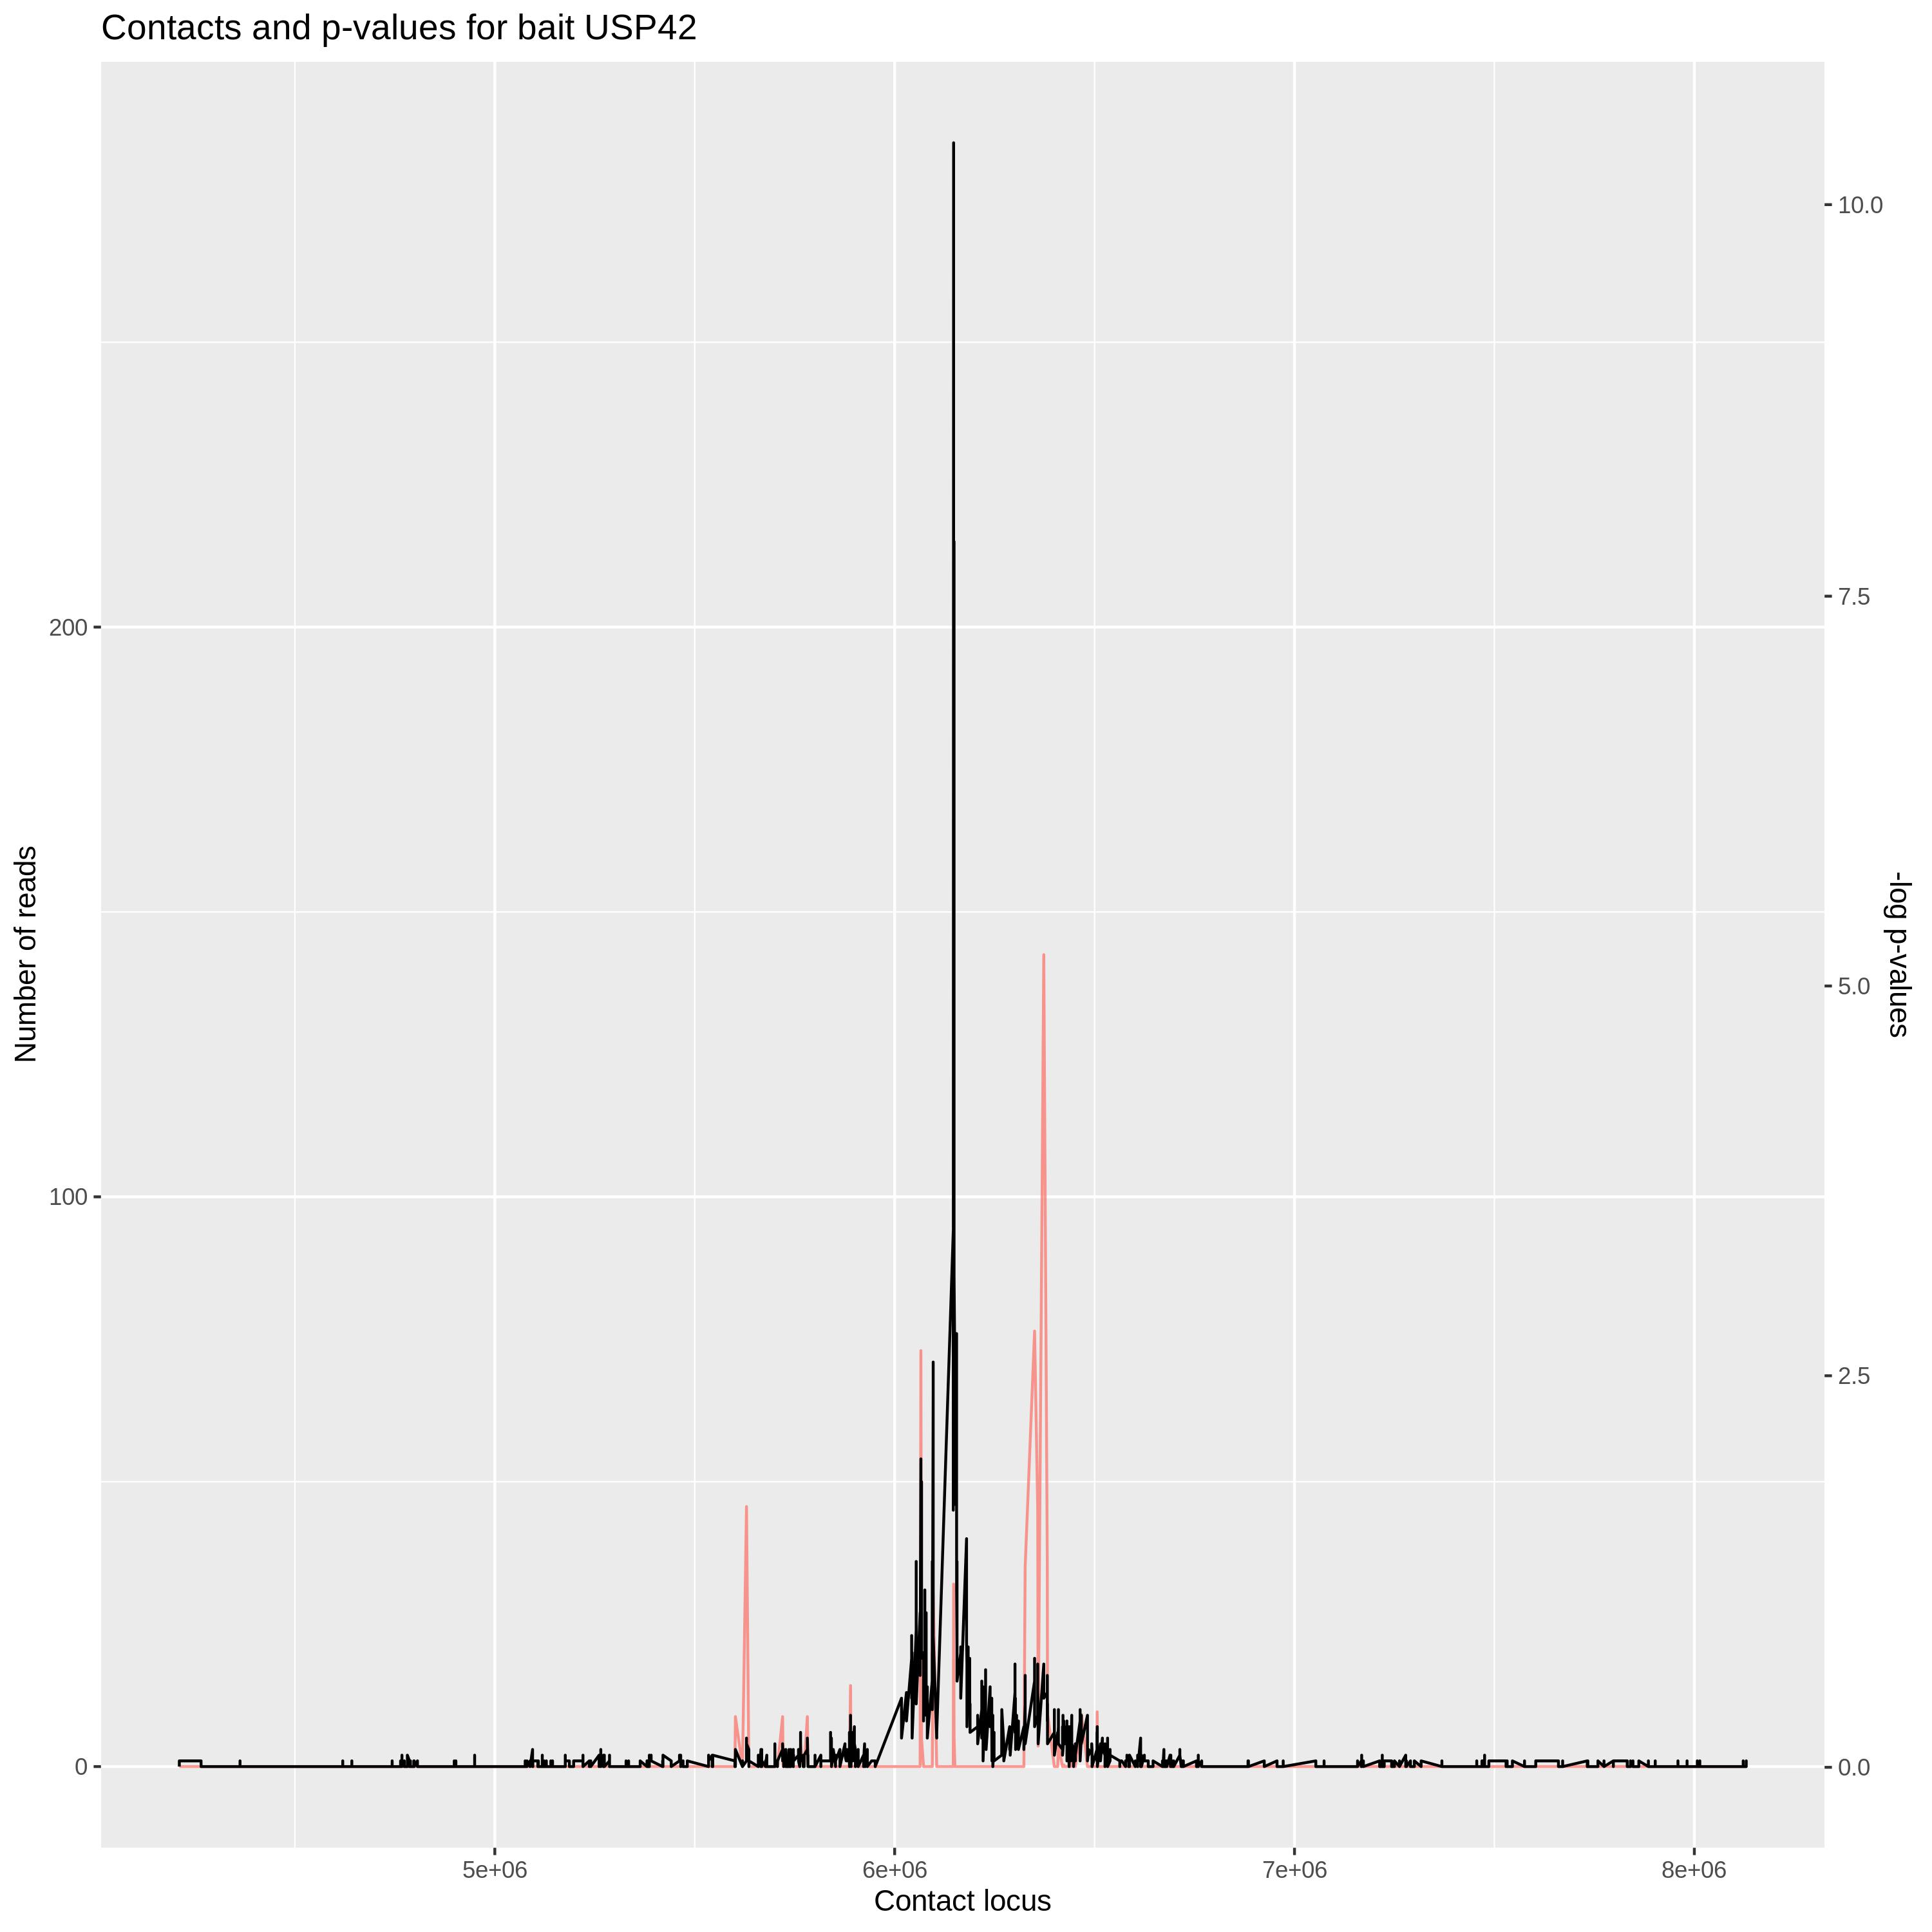 Contacts and p-values for bait USP42
10.0
7.5
200
Number of reads
-log p-values
5.0
100
2.5
0
0.0
5e+06
6e+06
7e+06
8e+06
Contact locus